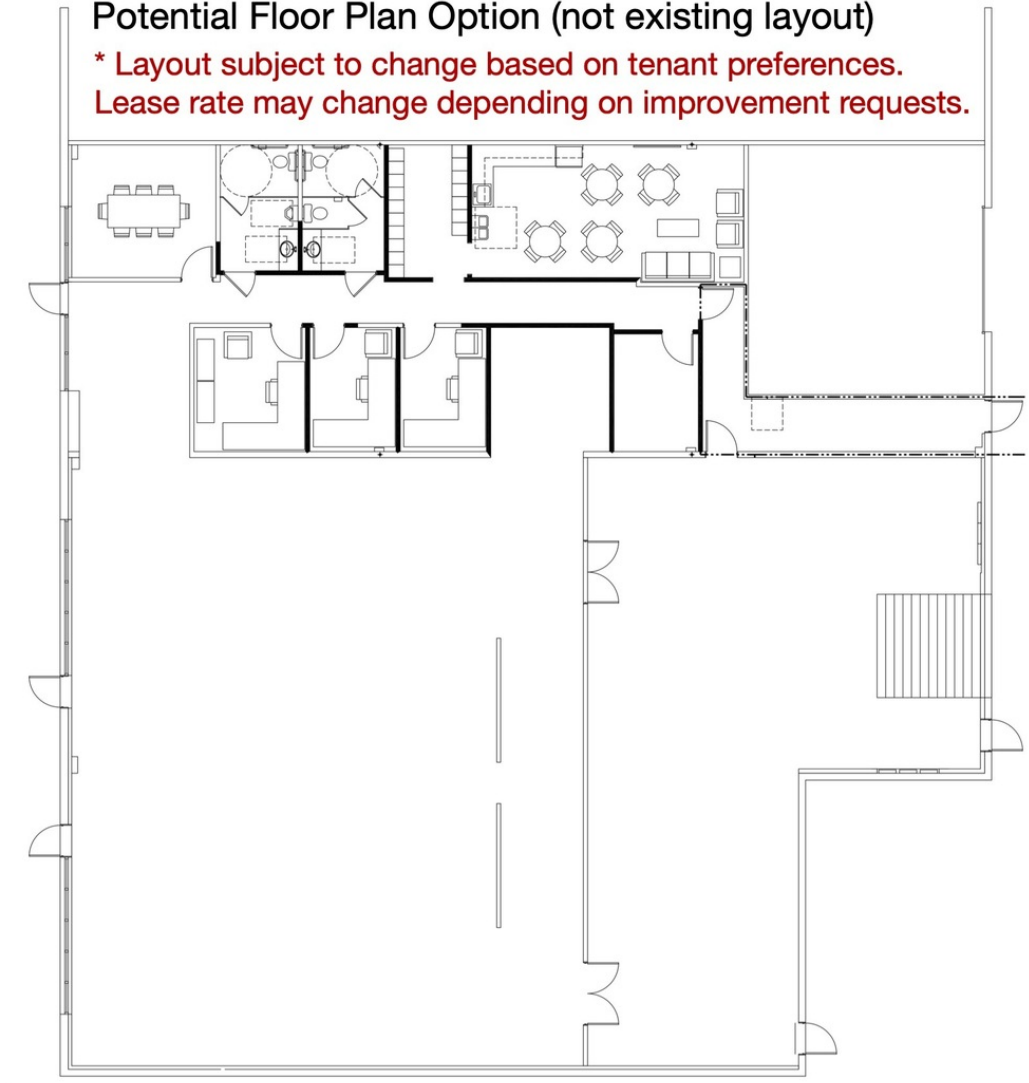 Potential Floor Plan Option (not existing layout)
* Layout subject to change based on tenant preferences.
Lease rate may change depending on improvement requests.